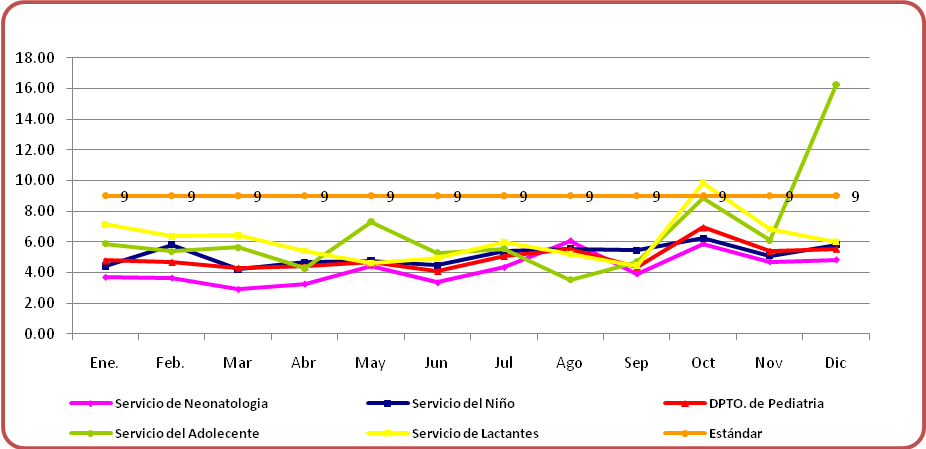 18.00
16.00
14.00
12.00
10.00
9 9 9 9 9 9 9 9 9 9 9 9
8.00
6.00
4.00
2.00
0.00
Ene. Feb. Mar Abr May Jun Jul Ago Sep Oct Nov Dic
Servicio de Neonatologia Servicio del Niño DPTO. de Pediatria
Servicio del Adolecente Servicio de Lactantes Estándar